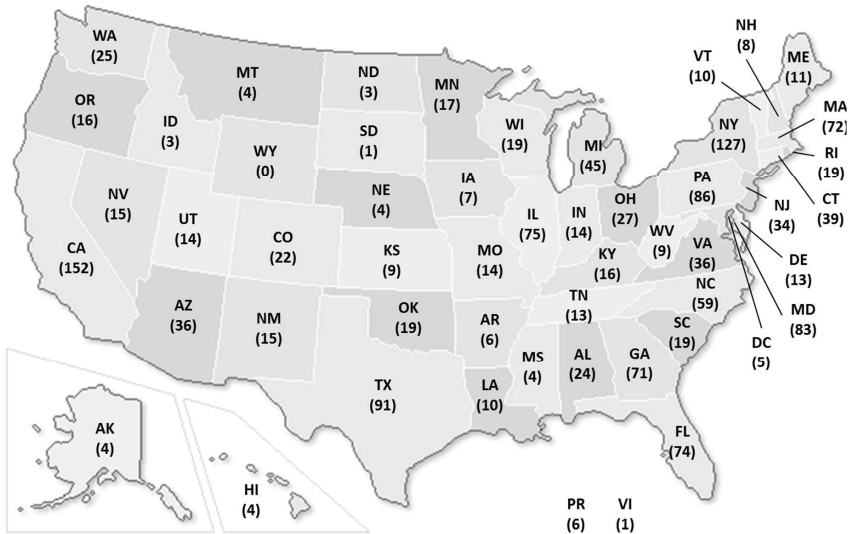 WA
(25)
MT
(4)
ND
(3)
MN
(17)
NH
(8)
VT
(10)
ME
(11)
OR
(16)
ID
(3)
SD
(1)
WI
(19)
MI
(45)
NY
(127)
MA
(72)
WY
(0)
RI
(19)
NV
(15)
UT
(14)
NE
(4)
IA
(7)
PA
(86)
CT
(39)
NJ
(34)
CA
(152)
CO
(22)
KS
(9)
MO
(14)
IL
(75)
IN
(14)
OH
(27)
WV
(9)
KY
(16)
VA
(36)
DE
(13)
NC
(59)
MD
(83)
DC
(5)
AZ
(36)
NM
(15)
OK
(19)
AR
(6)
TN
(13)
SC
(19)
TX
(91)
LA
(10)
MS
(4)
AL
(24)
GA
(71)
FL
(74)
AK
(4)
HI
(4)
PR
(6)
VI
(1)